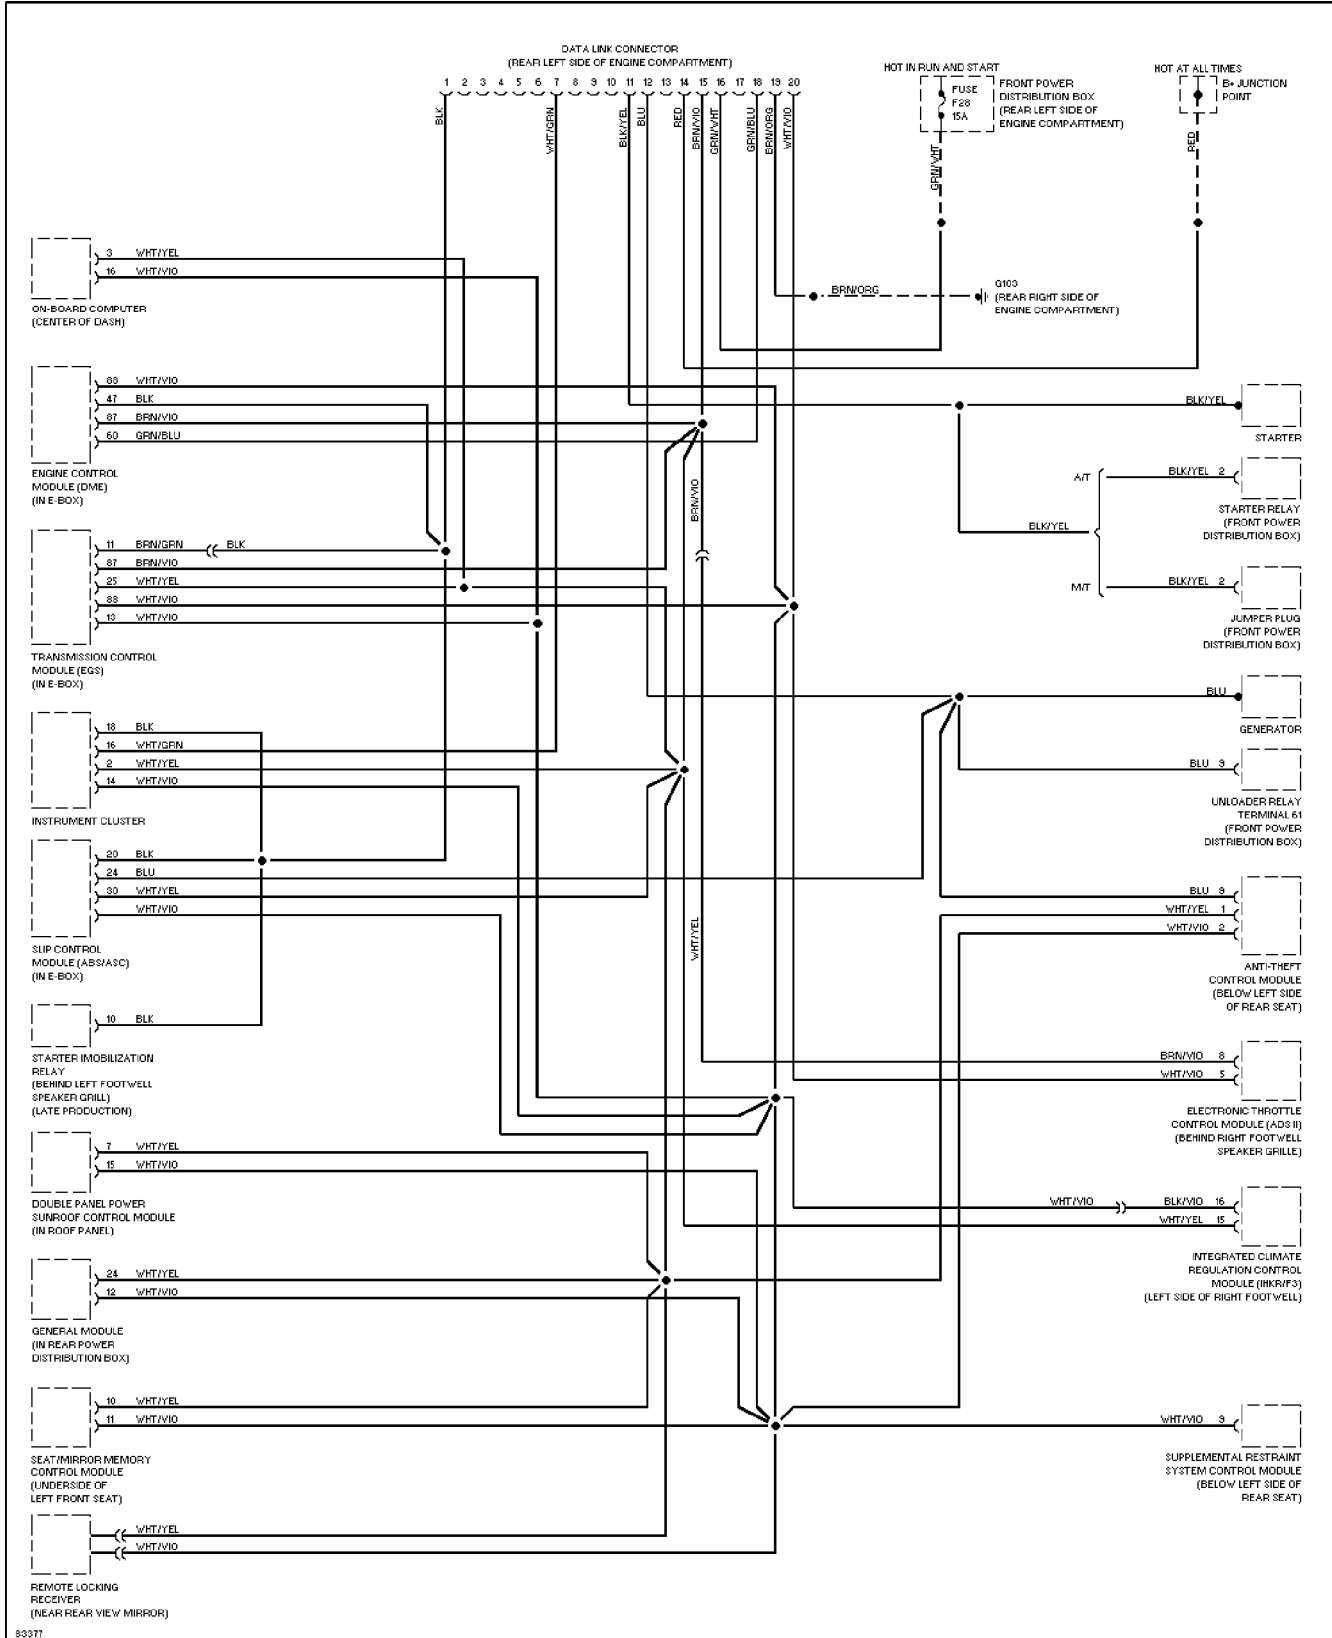 DATA LINK CONNECTOR
(REAR LEFT SIDE OF ENGINE COMPARTMENT)
1 2 3 4 5 6 7 8 9 10 11 12 13 14 15 16 17 18 19 20
BLK
WHT/GRN
BLK/YEL
BLU
RED
BRN/VIO
GRN/WHT
GRN/BLU
BRN/ORG
WHT/VIO
HOT IN RUN AND START
FUSE
F28
15A
FRONT POWER
DISTRIBUTION BOX
(REAR LEFT SIDE OF
ENGINE COMPARTMENT)
GRN/WHT
HOT AT ALL TIMES
B+ JUNCTION
POINT
RED
BRN/ORG
G103
(REAR RIGHT SIDE OF
ENGINE COMPARTMENT)
3 WHT/YEL
16 WHT/VIO
ON-BOARD COMPUTER
(CENTER OF DASH)
88 WHT/VIO
47 BLK
87 BRN/VIO
60 GRN/BLU
ENGINE CONTROL
MODULE (DME)
(IN E-BOX)
11 BRN/GRN BLK
87 BRN/VIO
25 WHT/YEL
88 WHT/VIO
13 WHT/VIO
TRANSMISSION CONTROL
MODULE (EGS)
(IN E-BOX)
18 BLK
16 WHT/GRN
2 WHT/YEL
14 WHT/VIO
INSTRUMENT CLUSTER
20 BLK
24 BLU
30 WHT/YEL
WHT/VIO
SLIP CONTROL
MODULE (ABS/ASC)
(IN E-BOX)
10 BLK
STARTER IMOBILIZATION
RELAY
(BEHIND LEFT FOOTWELL
SPEAKER GRILL)
(LATE PRODUCTION)
7 WHT/YEL
15 WHT/VIO
DOUBLE PANEL POWER
SUNROOF CONTROL MODULE
(IN ROOF PANEL)
24 WHT/YEL
12 WHT/VIO
GENERAL MODULE
(IN REAR POWER
DISTRIBUTION BOX)
10 WHT/YEL
11 WHT/VIO
SEAT/MIRROR MEMORY
CONTROL MODULE
(UNDERSIDE OF
LEFT FRONT SEAT)
WHT/YEL
WHT/VIO
REMOTE LOCKING
RECEIVER
(NEAR REAR VIEW MIRROR)
BRN/VIO
WHT/YEL
BLK/YEL
STARTER
A/T
BLK/YEL 2
STARTER RELAY
(FRONT POWER
DISTRIBUTION BOX)
BLK/YEL
M/T
BLK/YEL 2
JUMPER PLUG
(FRONT POWER
DISTRIBUTION BOX)
BLU
GENERATOR
BLU 9
UNLOADER RELAY
TERMINAL 61
(FRONT POWER
DISTRIBUTION BOX)
BLU 9
WHT/YEL 1
WHT/VIO 2
ANTI-THEFT
CONTROL MODULE
(BELOW LEFT SIDE
OF REAR SEAT)
BRN/VIO 8
WHT/VIO 5
ELECTRONIC THROTTLE
CONTROL MODULE (ADS II)
(BEHIND RIGHT FOOTWELL
SPEAKER GRILLE)
WHT/VIO BLK/VIO 16
WHT/YEL 15
INTEGRATED CLIMATE
REGULATION CONTROL
MODULE (IHKR/F3)
(LEFT SIDE OF RIGHT FOOTWELL)
WHT/VIO 9
SUPPLEMENTAL RESTRAINT
SYSTEM CONTROL MODULE
(BELOW LEFT SIDE OF
REAR SEAT)
83377